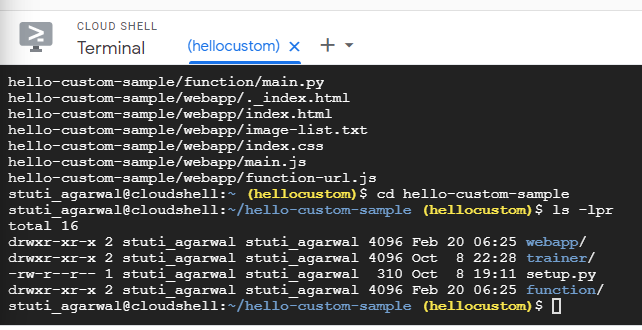 CLOUD SHELL
Terminal
(hellocustom) × + ▾
hello-custom-sample/function/main.py
hello-custom-sample/webapp/._index.html
hello-custom-sample/webapp/index.html
hello-custom-sample/webapp/image-list.txt
hello-custom-sample/webapp/index.css
hello-custom-sample/webapp/main.js
hello-custom-sample/webapp/function-url.js
stuti_agarwal@cloudshell:~ (hellocustom)$ cd hello-custom-sample
stuti_agarwal@cloudshell:~/hello-custom-sample (hellocustom)$ ls -lpr
total 16
drwxr-xr-x 2 stuti_agarwal stuti_agarwal 4096 Feb 20 06:25 webapp/
drwxr-xr-x 2 stuti_agarwal stuti_agarwal 4096 Oct  8 22:28 trainer/
-rw-r--r-- 1 stuti_agarwal stuti_agarwal  310 Oct  8 19:11 setup.py
drwxr-xr-x 2 stuti_agarwal stuti_agarwal 4096 Feb 20 06:25 function/
stuti_agarwal@cloudshell:~/hello-custom-sample (hellocustom)$